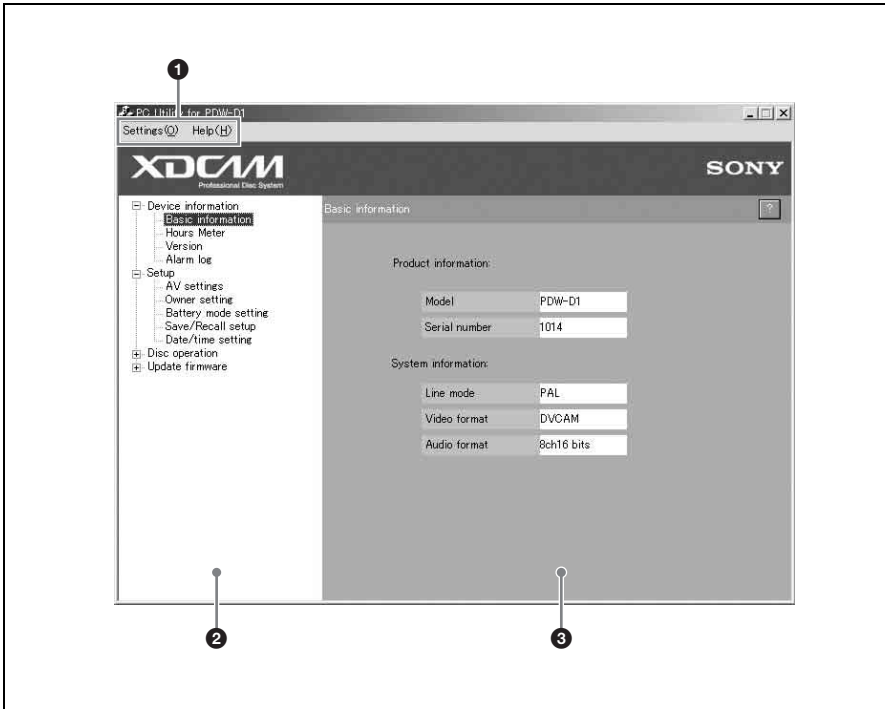 1
PC Utility for PDW-D1
Settings(O) Help(H)
XDCAM
Professional Disc System
SONY
Device information
Basic information
Hours Meter
Version
Alarm log
Setup
AV settings
Owner setting
Battery mode setting
Save/Recall setup
Date/time setting
Disc operation
Update firmware
Basic information
?
Product information:
Model PDW-D1
Serial number 1014
System information:
Line mode PAL
Video format DVCAM
Audio format 8ch16 bits
2
3